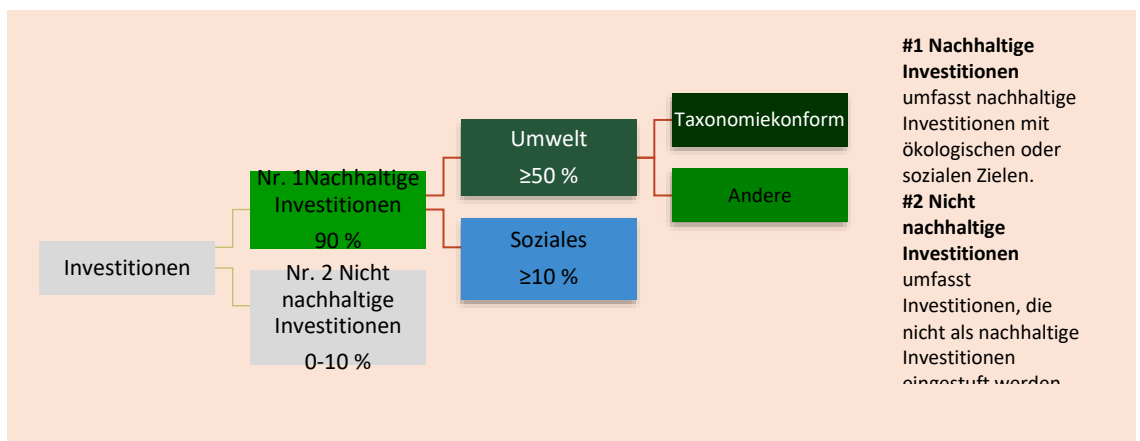 Investitionen
Nr. 1Nachhaltige
Investitionen
90 %
Nr. 2 Nicht
nachhaltige
Investitionen
0-10 %
Umwelt
≥50 %
Soziales
≥10 %
Taxonomiekonform
Andere
#1 Nachhaltige
Investitionen
umfasst nachhaltige
Investitionen mit
ökologischen oder
sozialen Zielen.
#2 Nicht
nachhaltige
Investitionen
umfasst
Investitionen, die
nicht als nachhaltige
Investitionen
eingestuft werden